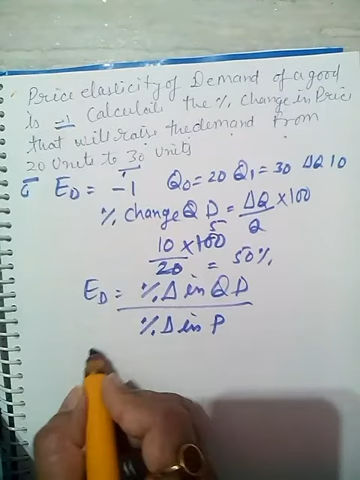 Price elasticity of Demand of a good
is -1 Calculate the % change in Price
that will raise the demand From
20 Units to 30 Units
ED = -1 Q0 = 20 Q1 = 30 ΔQ 10
% change Q D = ΔQ/Q × 100
10/20 × 100 5 = 50%
ED = % Δ in QD
% Δ in P